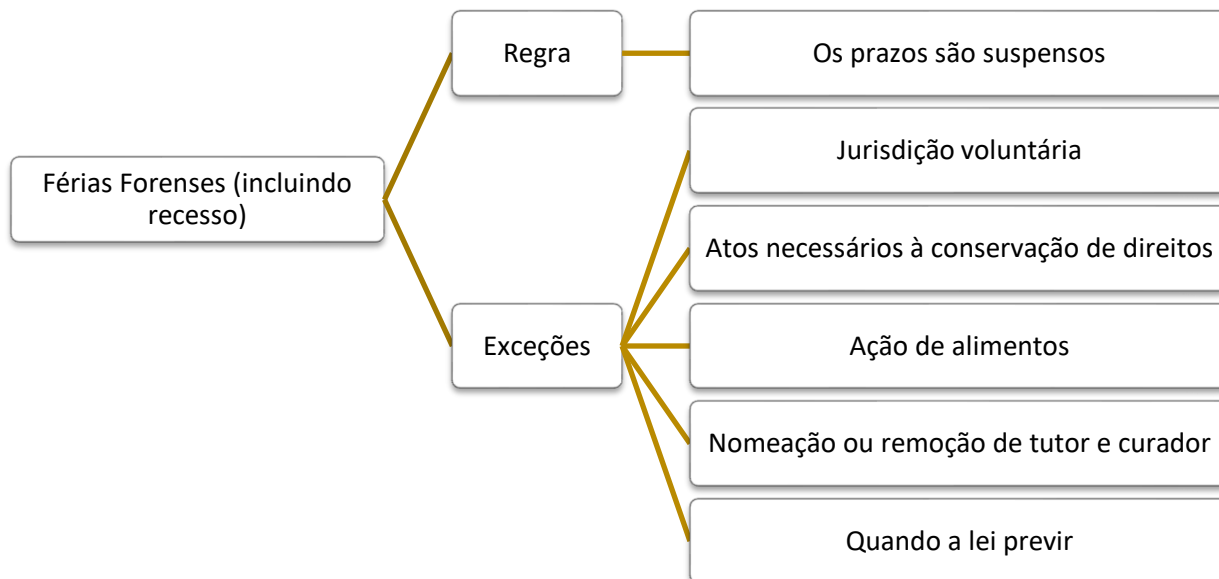 Férias Forenses (incluindo
recesso)
Regra
Os prazos são suspensos
Exceções
Jurisdição voluntária
Atos necessários à conservação de direitos
Ação de alimentos
Nomeação ou remoção de tutor e curador
Quando a lei previr